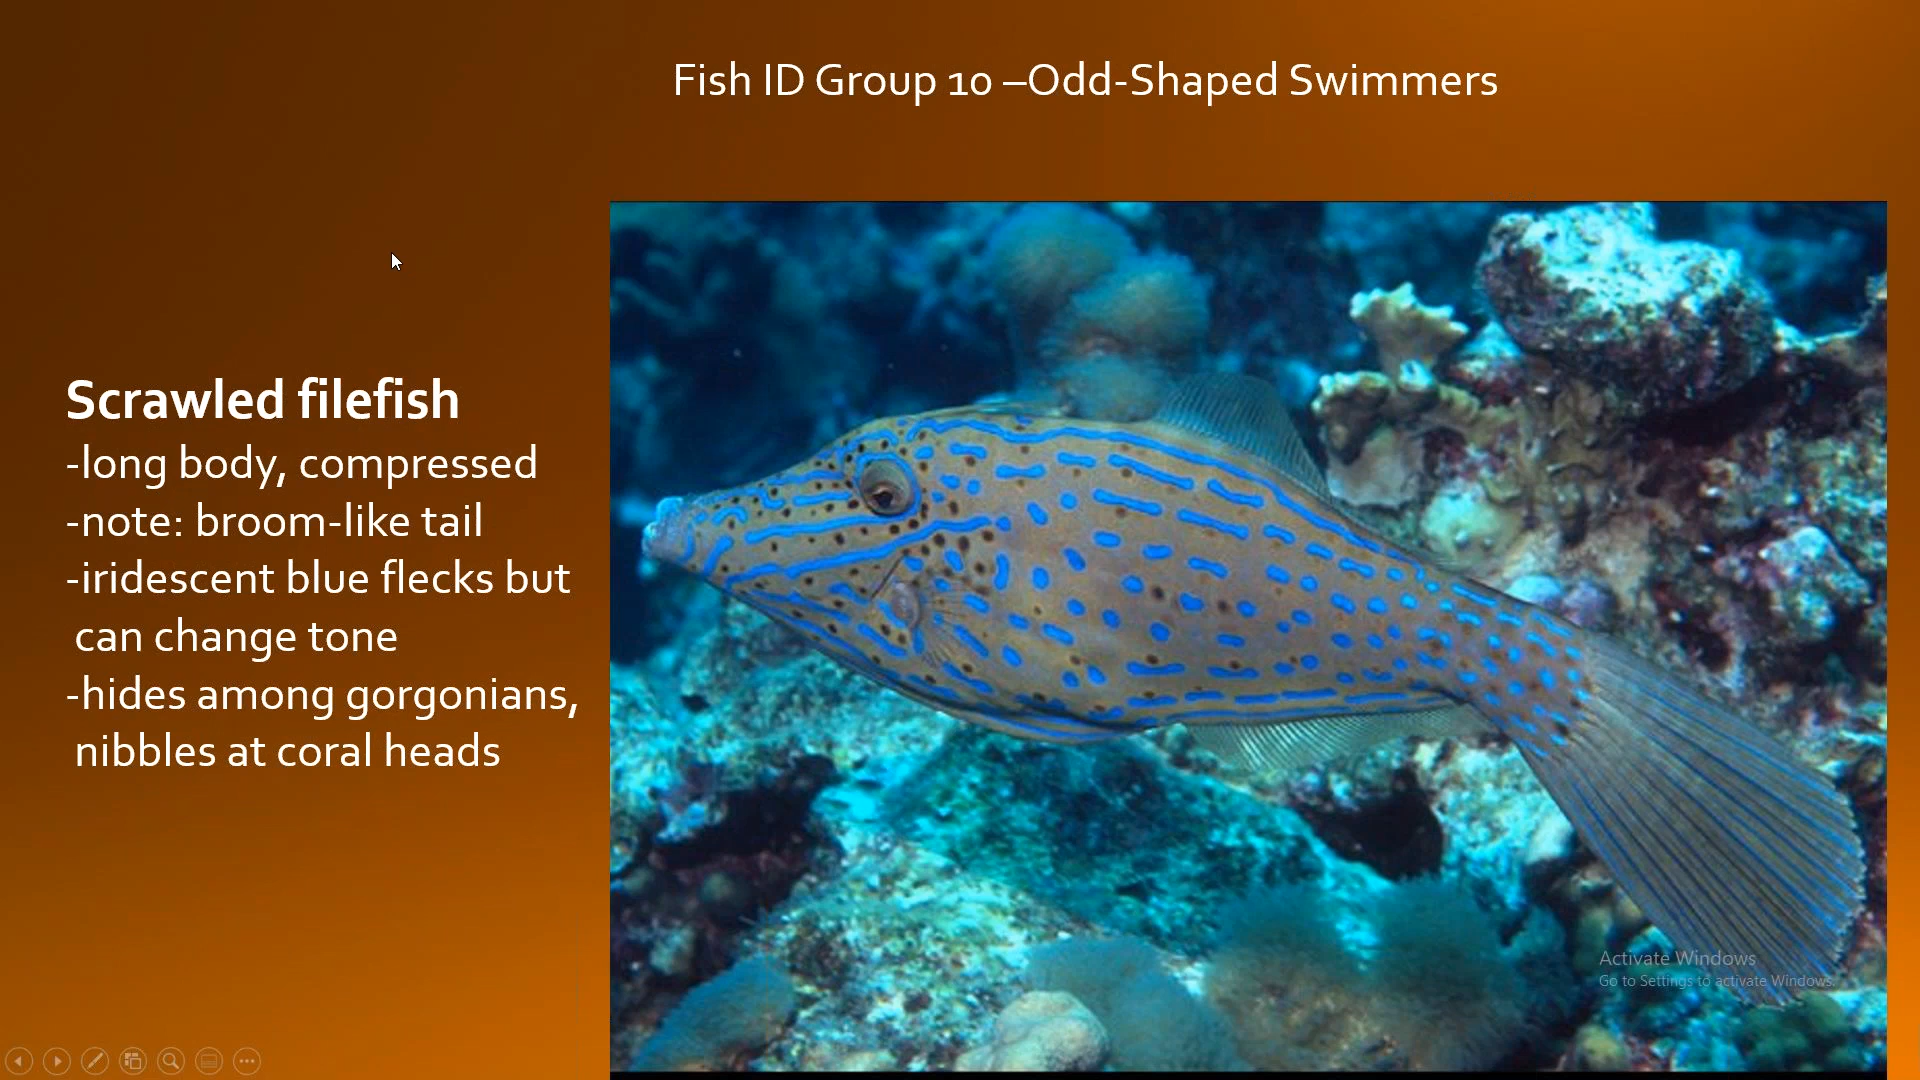 Fish ID Group 10 –Odd-Shaped Swimmers
Scrawled filefish
-long body, compressed
-note: broom-like tail
-iridescent blue flecks but
can change tone
-hides among gorgonians,
nibbles at coral heads
Activate Windows
Go to Settings to activate Windows.